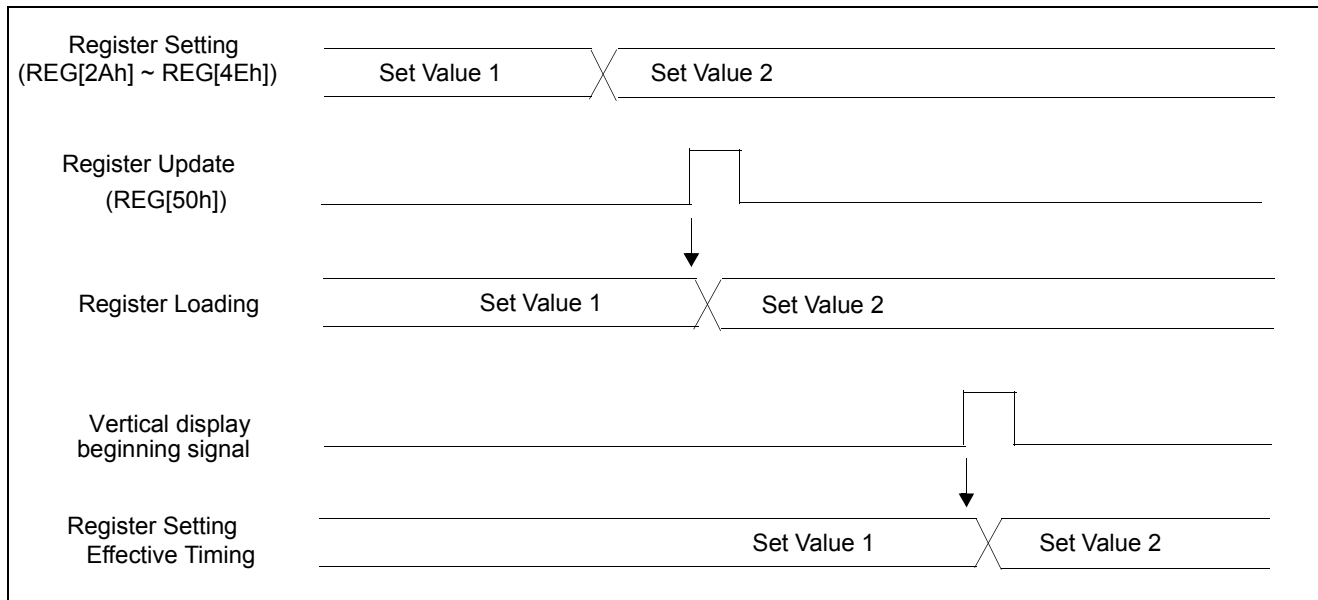 Register Setting
(REG[2Ah] ~ REG[4Eh])
Set Value 1
Set Value 2
Register Update
(REG[50h])
Register Loading
Set Value 1
Set Value 2
Vertical display
beginning signal
Register Setting
Effective Timing
Set Value 1
Set Value 2